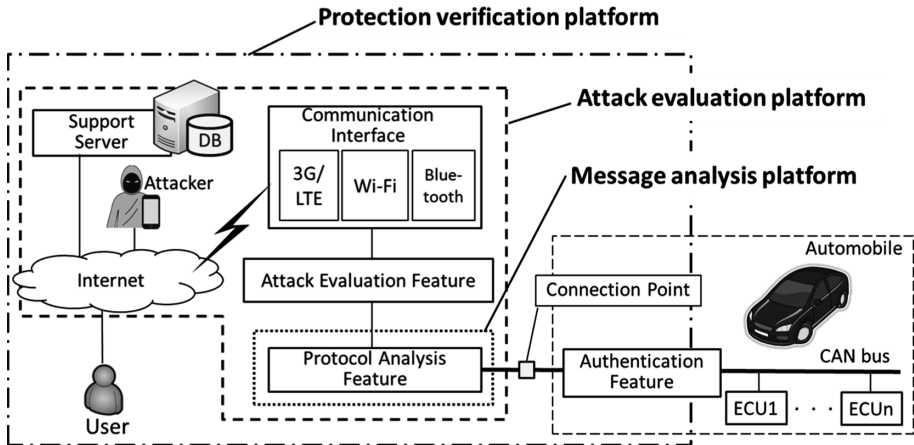 Protection verification platform
Attack evaluation platform
Message analysis platform
Support
Server
DB
Attacker
Internet
User
Communication
Interface
3G/
LTE
Wi-Fi
Blue-
tooth
Attack Evaluation Feature
Protocol Analysis
Feature
Connection Point
Automobile
Authentication
Feature
CAN bus
ECU1
· · ·
ECUn